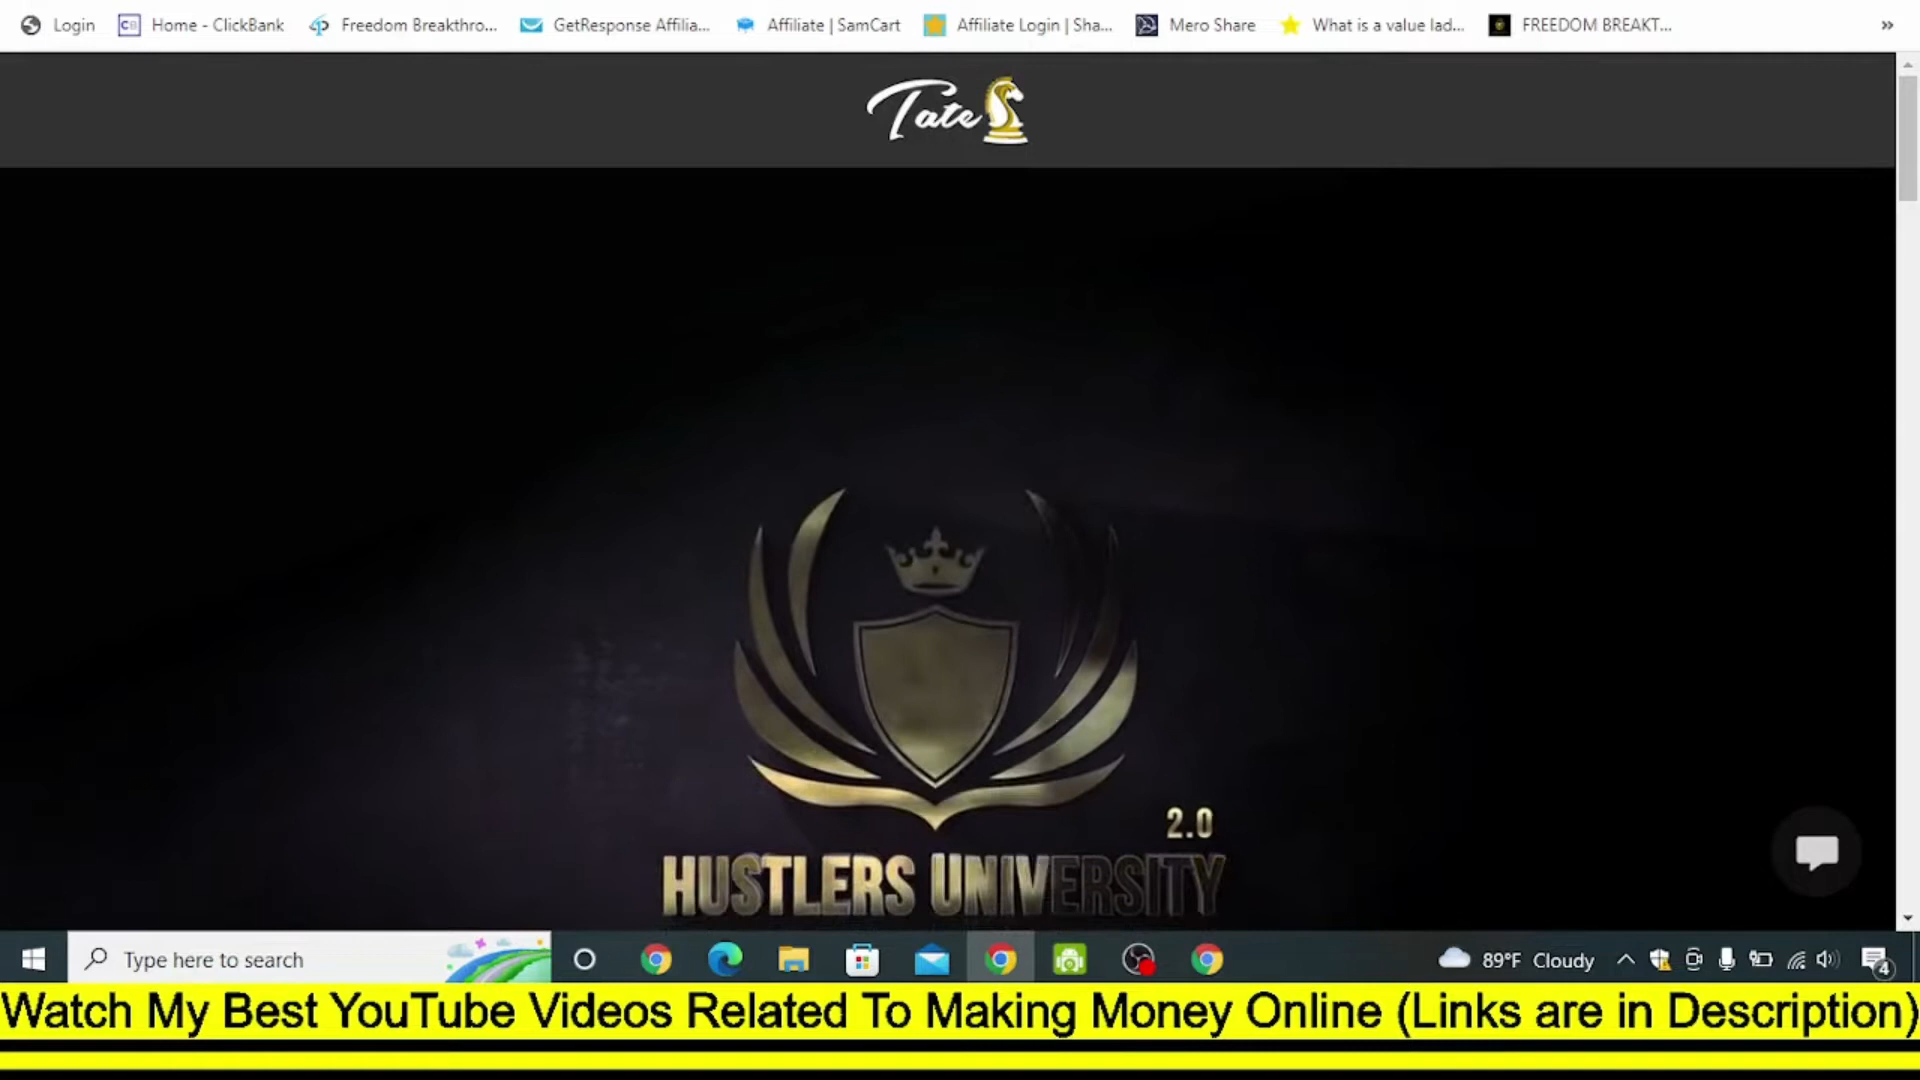 Login
Home - ClickBank
Freedom Breakthro...
GetResponse Affilia...
Affiliate | SamCart
Affiliate Login | Sha...
Mero Share
What is a value lad...
FREEDOM BREAKT...
»
Tate
2.0
HUSTLERS UNIVERSITY
Type here to search
89°F Cloudy
4
Watch My Best YouTube Videos Related To Making Money Online (Links are in Description)